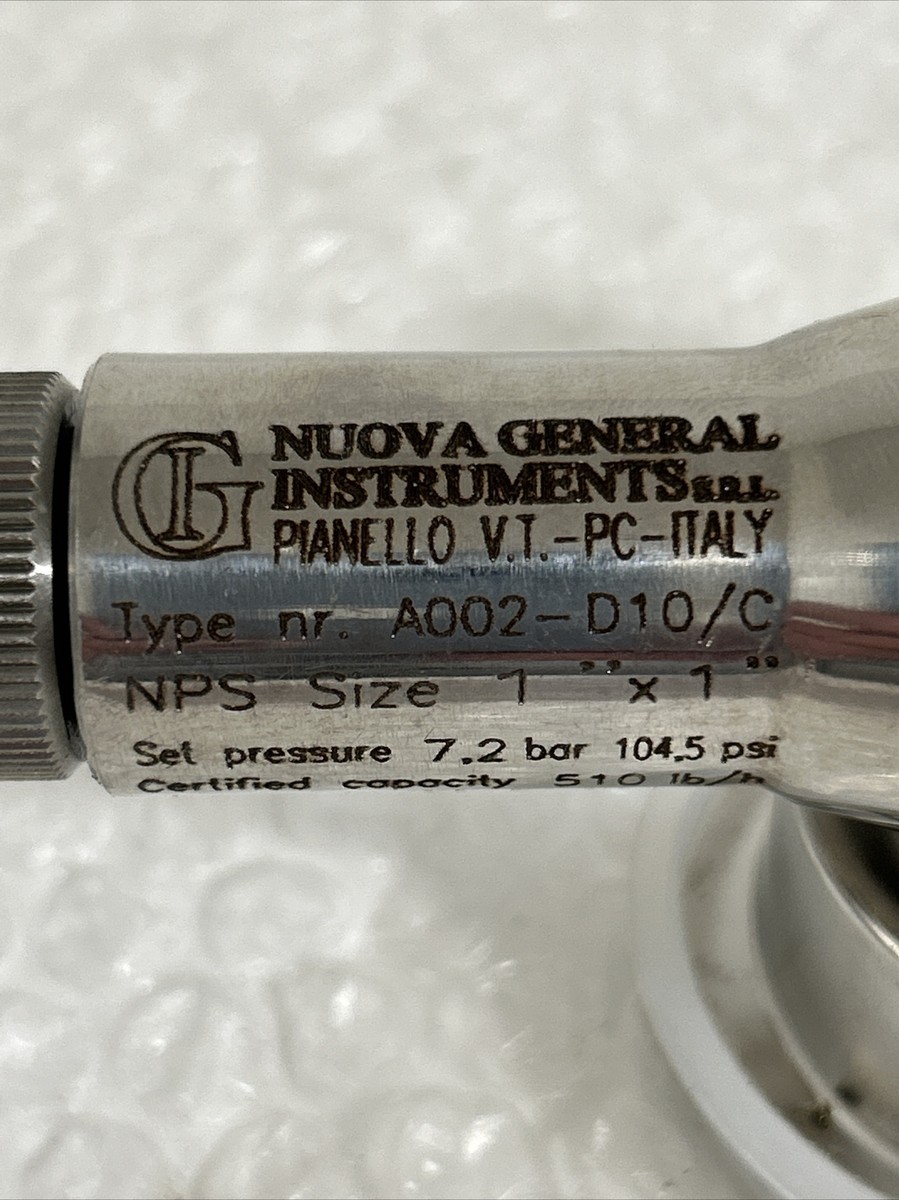 GI
NUOVA GENERAL
INSTRUMENTS S.R.L.
PIANELLO V.T.-PC-ITALY
Type nr. A002-D10/C
NPS Size 1 " x 1 "
Set pressure 7.2 bar 104.5 psi
Certified capacity 510 lb/h